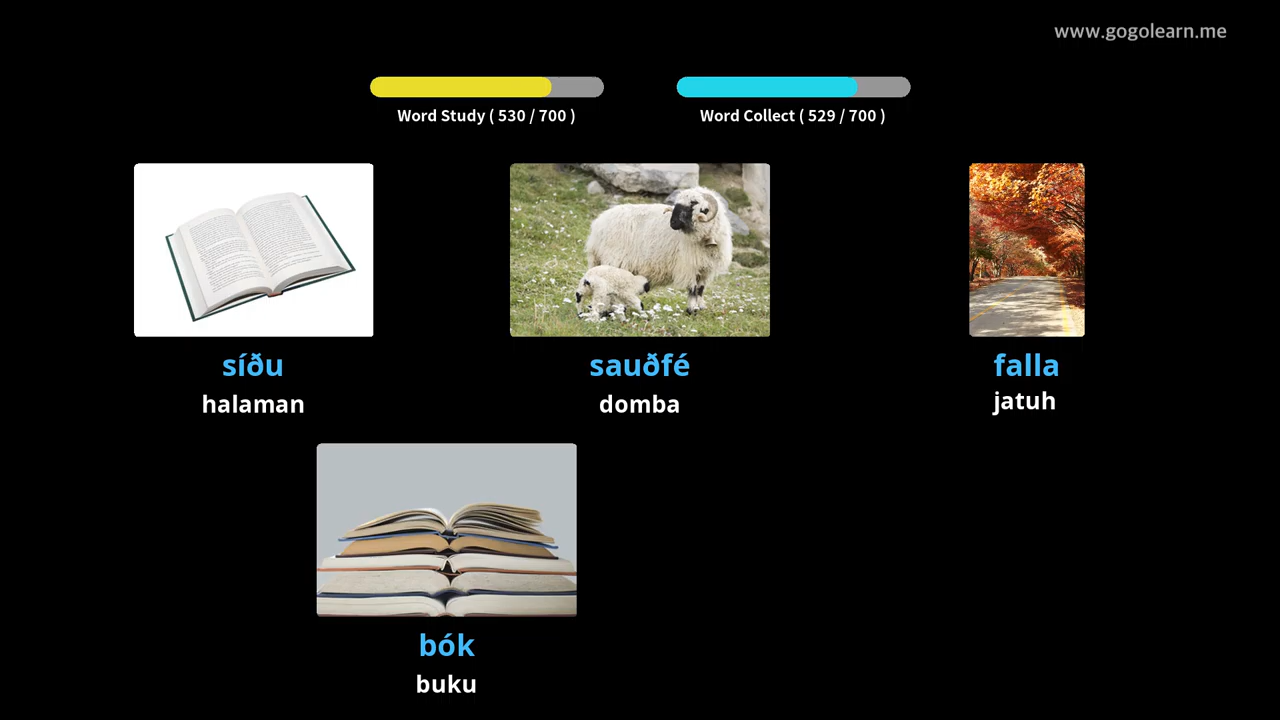 www.gogolearn.me
Word Study ( 530 / 700 )
Word Collect ( 529 / 700 )
síðu
halaman
sauðfé
domba
falla
jatuh
bók
buku